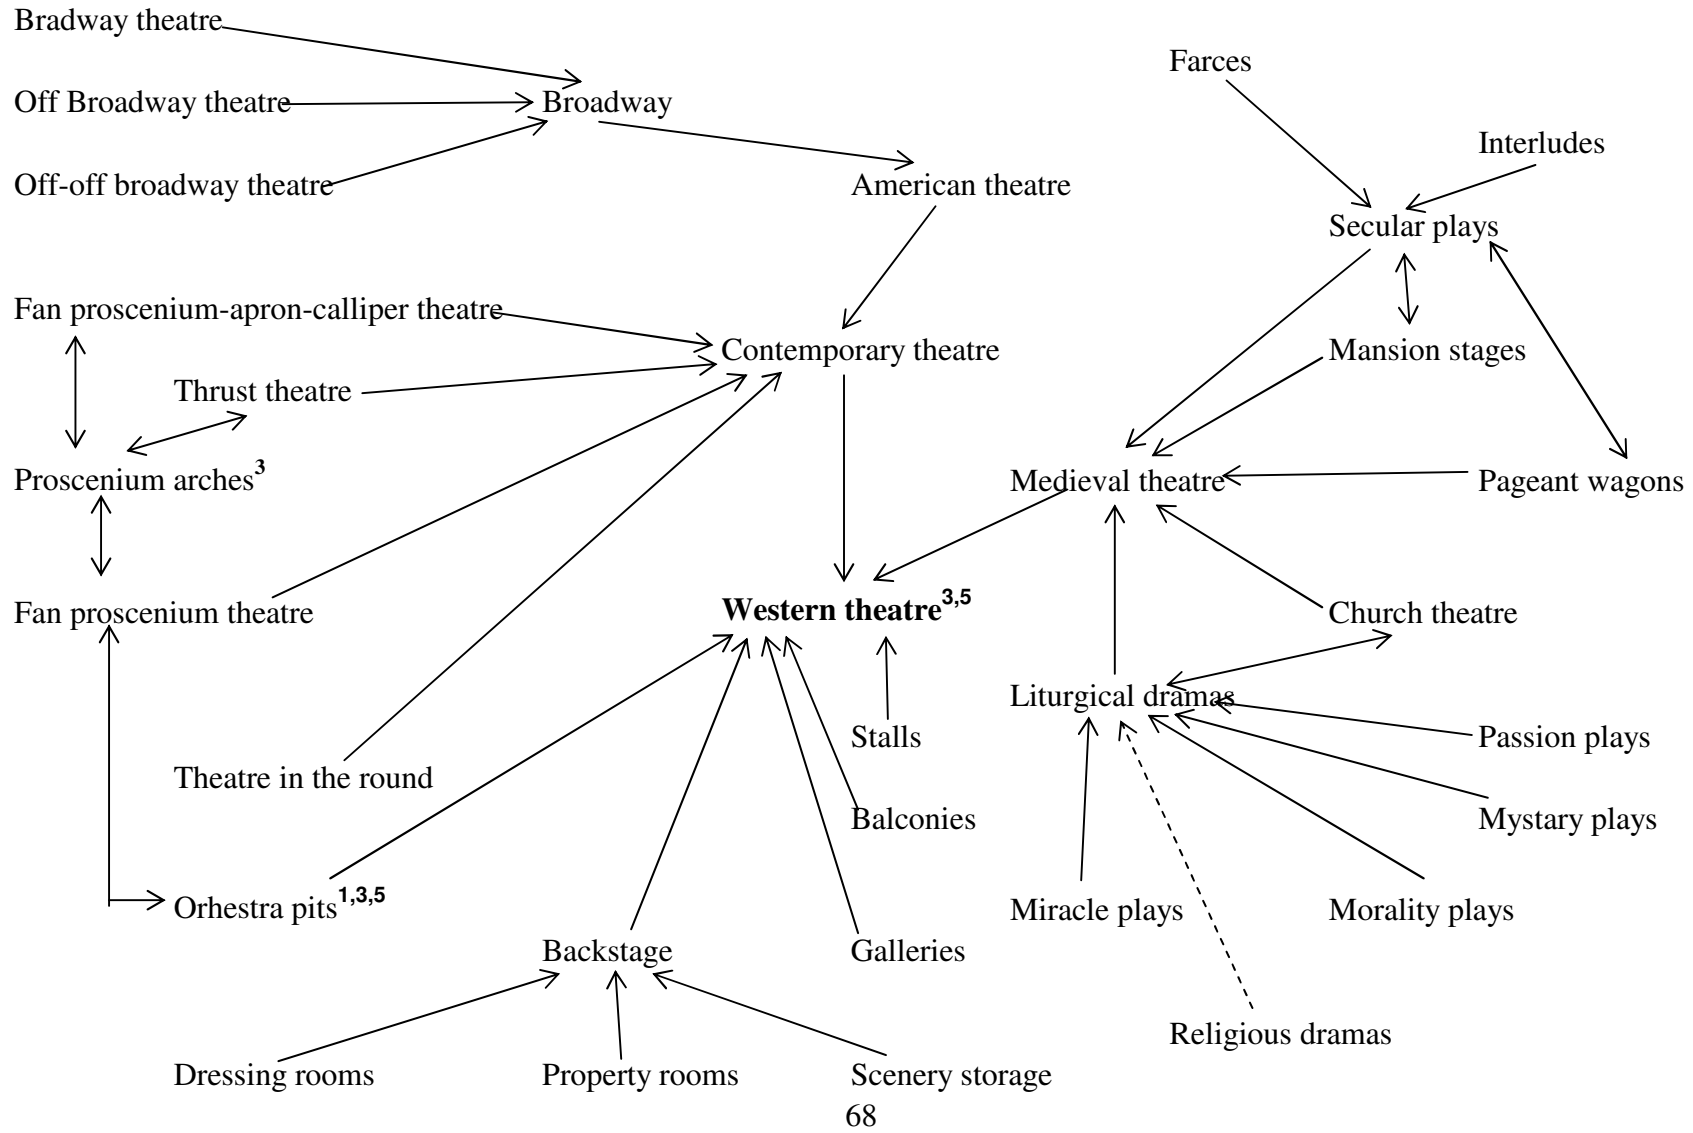 Bradway theatre
Farces
Off Broadway theatre
Broadway
Interludes
Off-off broadway theatre
American theatre
Secular plays
Fan proscenium-apron-calliper theatre
Contemporary theatre
Mansion stages
Thrust theatre
Proscenium arches3
Medieval theatre
Pageant wagons
Fan proscenium theatre
Western theatre3,5
Church theatre
Liturgical dramas
Stalls
Passion plays
Theatre in the round
Balconies
Mystary plays
Orhestra pits1,3,5
Miracle plays
Morality plays
Backstage
Galleries
Religious dramas
Dressing rooms
Property rooms
Scenery storage
68